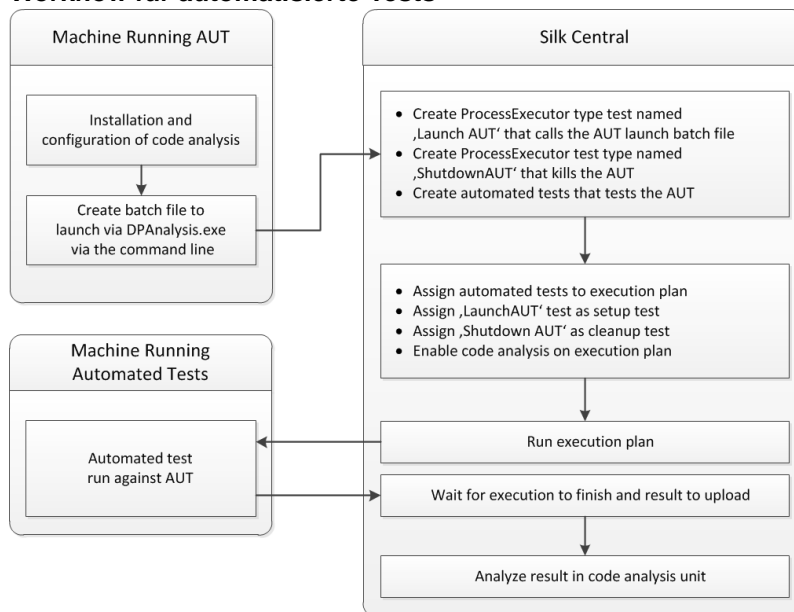 Workflow für automatisierte Tests
Machine Running AUT
Installation and
configuration of code analysis
Create batch file to
launch via DPAnalysis.exe
via the command line
Silk Central
• Create ProcessExecutor type test named
‚Launch AUT‘ that calls the AUT launch batch file
• Create ProcessExecutor test type named
‚ShutdownAUT‘ that kills the AUT
• Create automated tests that tests the AUT
• Assign automated tests to execution plan
• Assign ‚LaunchAUT‘ test as setup test
• Assign ‚Shutdown AUT‘ as cleanup test
• Enable code analysis on execution plan
Machine Running
Automated Tests
Automated test
run against AUT
Run execution plan
Wait for execution to finish and result to upload
Analyze result in code analysis unit